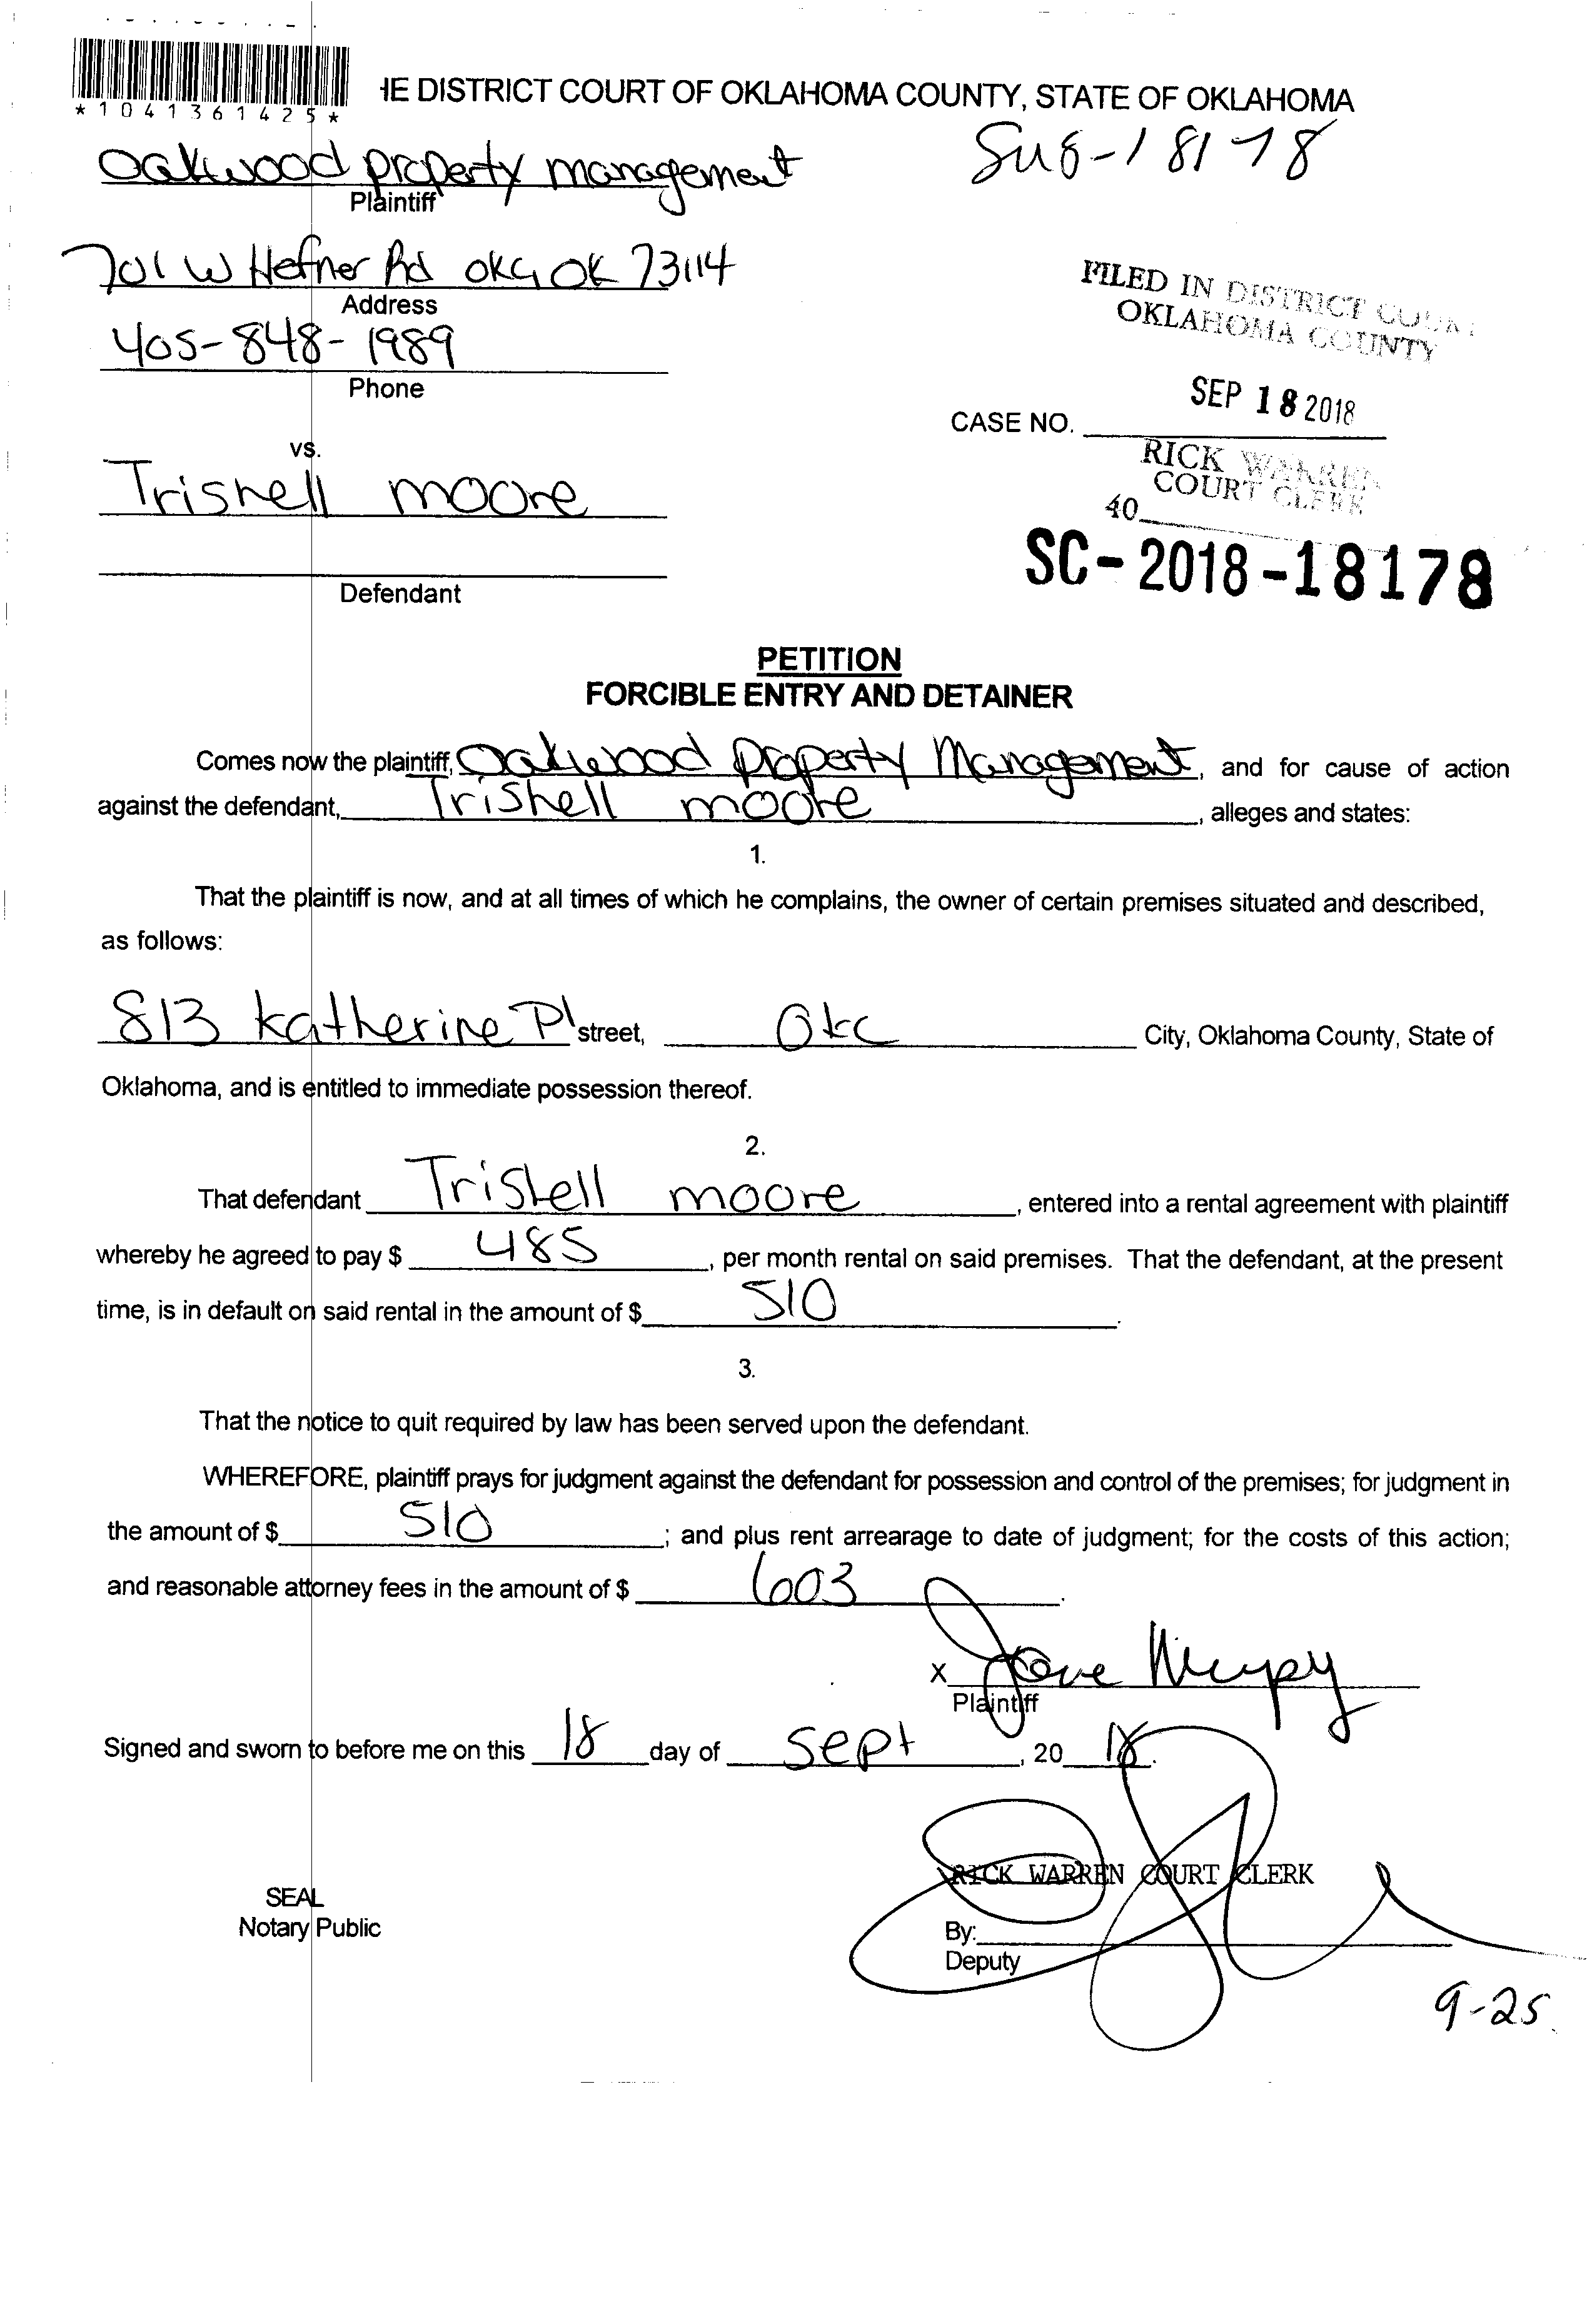 *1041361425*
HE DISTRICT COURT OF OKLAHOMA COUNTY, STATE OF OKLAHOMA
Oakwood property management
Plaintiff
701 W Hefner Rd OKC, OK 73114
Address
405-848-1989
Phone
FILED IN DISTRICT COURT
OKLAHOMA COUNTY
SEP 18 2018
CASE NO.
RICK WARREN
COURT CLERK
40
vs.
Trishell moore
SC-2018-18178
Defendant
PETITION
FORCIBLE ENTRY AND DETAINER
Comes now the plaintiff, Oakwood Property Management, and for cause of action
against the defendant, Trishell moore, alleges and states:
1.
That the plaintiff is now, and at all times of which he complains, the owner of certain premises situated and described,
as follows:
813 Katherine Pl street, Okc City, Oklahoma County, State of
Oklahoma, and is entitled to immediate possession thereof.
2.
That defendant Trishell moore, entered into a rental agreement with plaintiff
whereby he agreed to pay $ 485, per month rental on said premises. That the defendant, at the present
time, is in default on said rental in the amount of $ 510.
3.
That the notice to quit required by law has been served upon the defendant.
WHEREFORE, plaintiff prays for judgment against the defendant for possession and control of the premises; for judgment in
the amount of $ 510; and plus rent arrearage to date of judgment; for the costs of this action;
and reasonable attorney fees in the amount of $ 603.
X
Plaintiff
Signed and sworn to before me on this 18 day of Sept, 20 18.
RICK WARREN COURT CLERK
SEAL
Notary Public
By:
Deputy
9-25